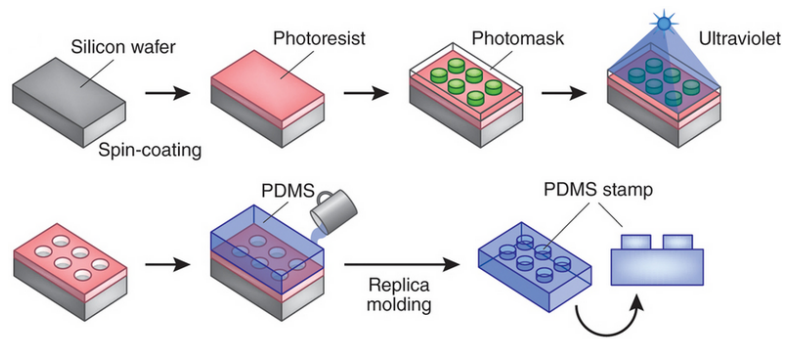 Silicon wafer
Photoresist
Photomask
Ultraviolet
Spin-coating
PDMS
PDMS stamp
Replica
molding